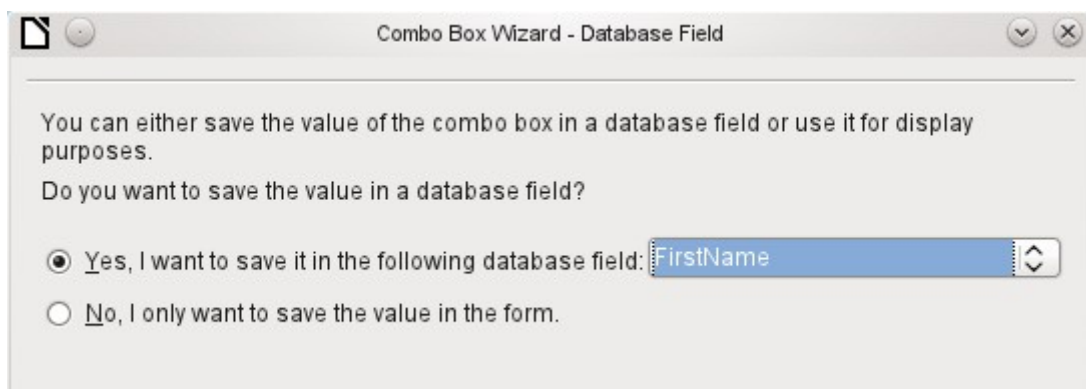 Combo Box Wizard - Database Field
You can either save the value of the combo box in a database field or use it for display
purposes.
Do you want to save the value in a database field?
Yes, I want to save it in the following database field: FirstName
No, I only want to save the value in the form.